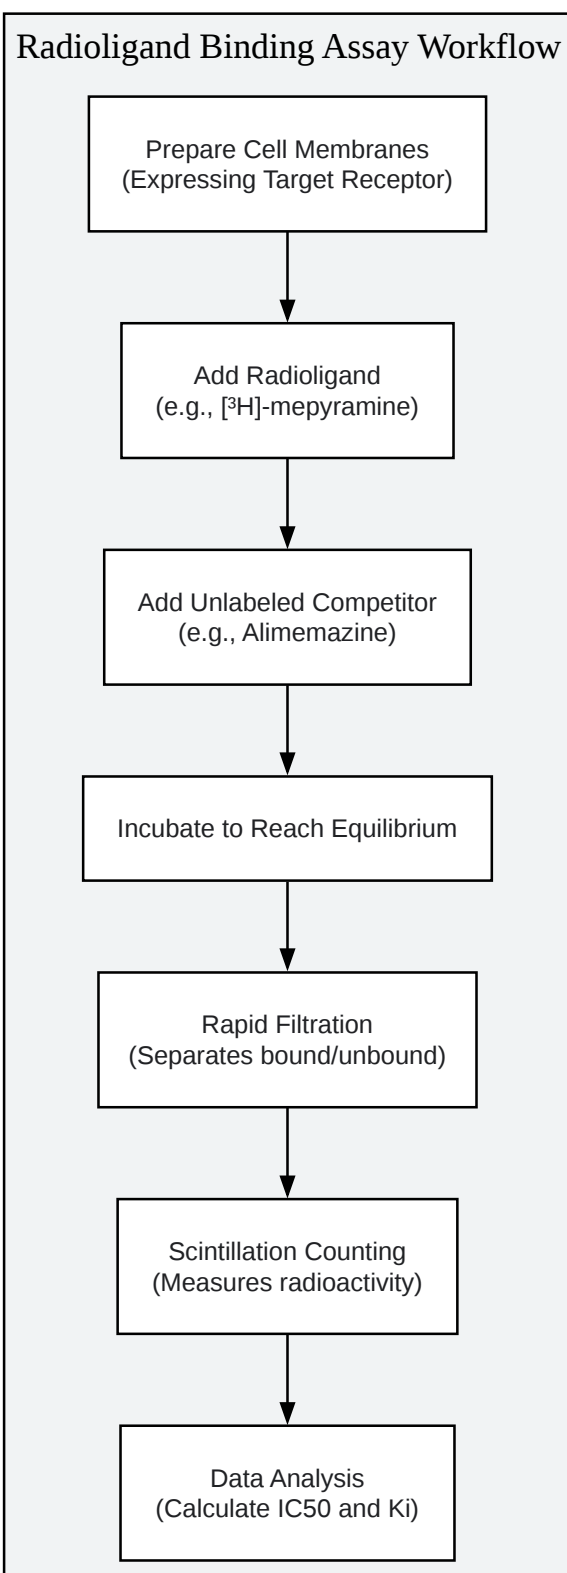 Radioligand Binding Assay Workflow
Prepare Cell Membranes
(Expressing Target Receptor)
Add Radioligand
(e.g., [³H]-mepyramine)
Add Unlabeled Competitor
(e.g., Alimemazine)
Incubate to Reach Equilibrium
Rapid Filtration
(Separates bound/unbound)
Scintillation Counting
(Measures radioactivity)
Data Analysis
(Calculate IC50 and Ki)